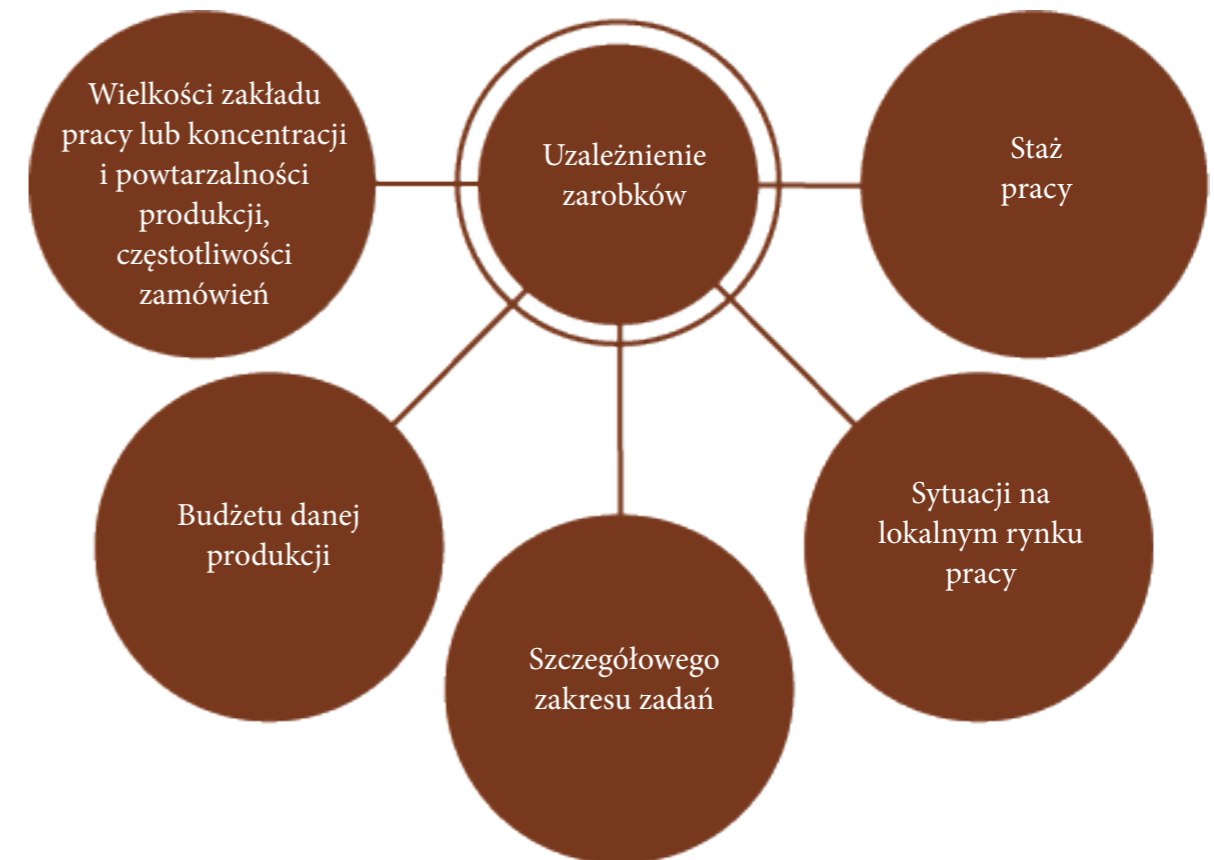 Wielkości zakładu
pracy lub koncentracji
i powtarzalności
produkcji,
częstotliwości
zamówień
Uzależnienie
zarobków
Staż
pracy
Budżetu danej
produkcji
Szczegółowego
zakresu zadań
Sytuacji na
lokalnym rynku
pracy